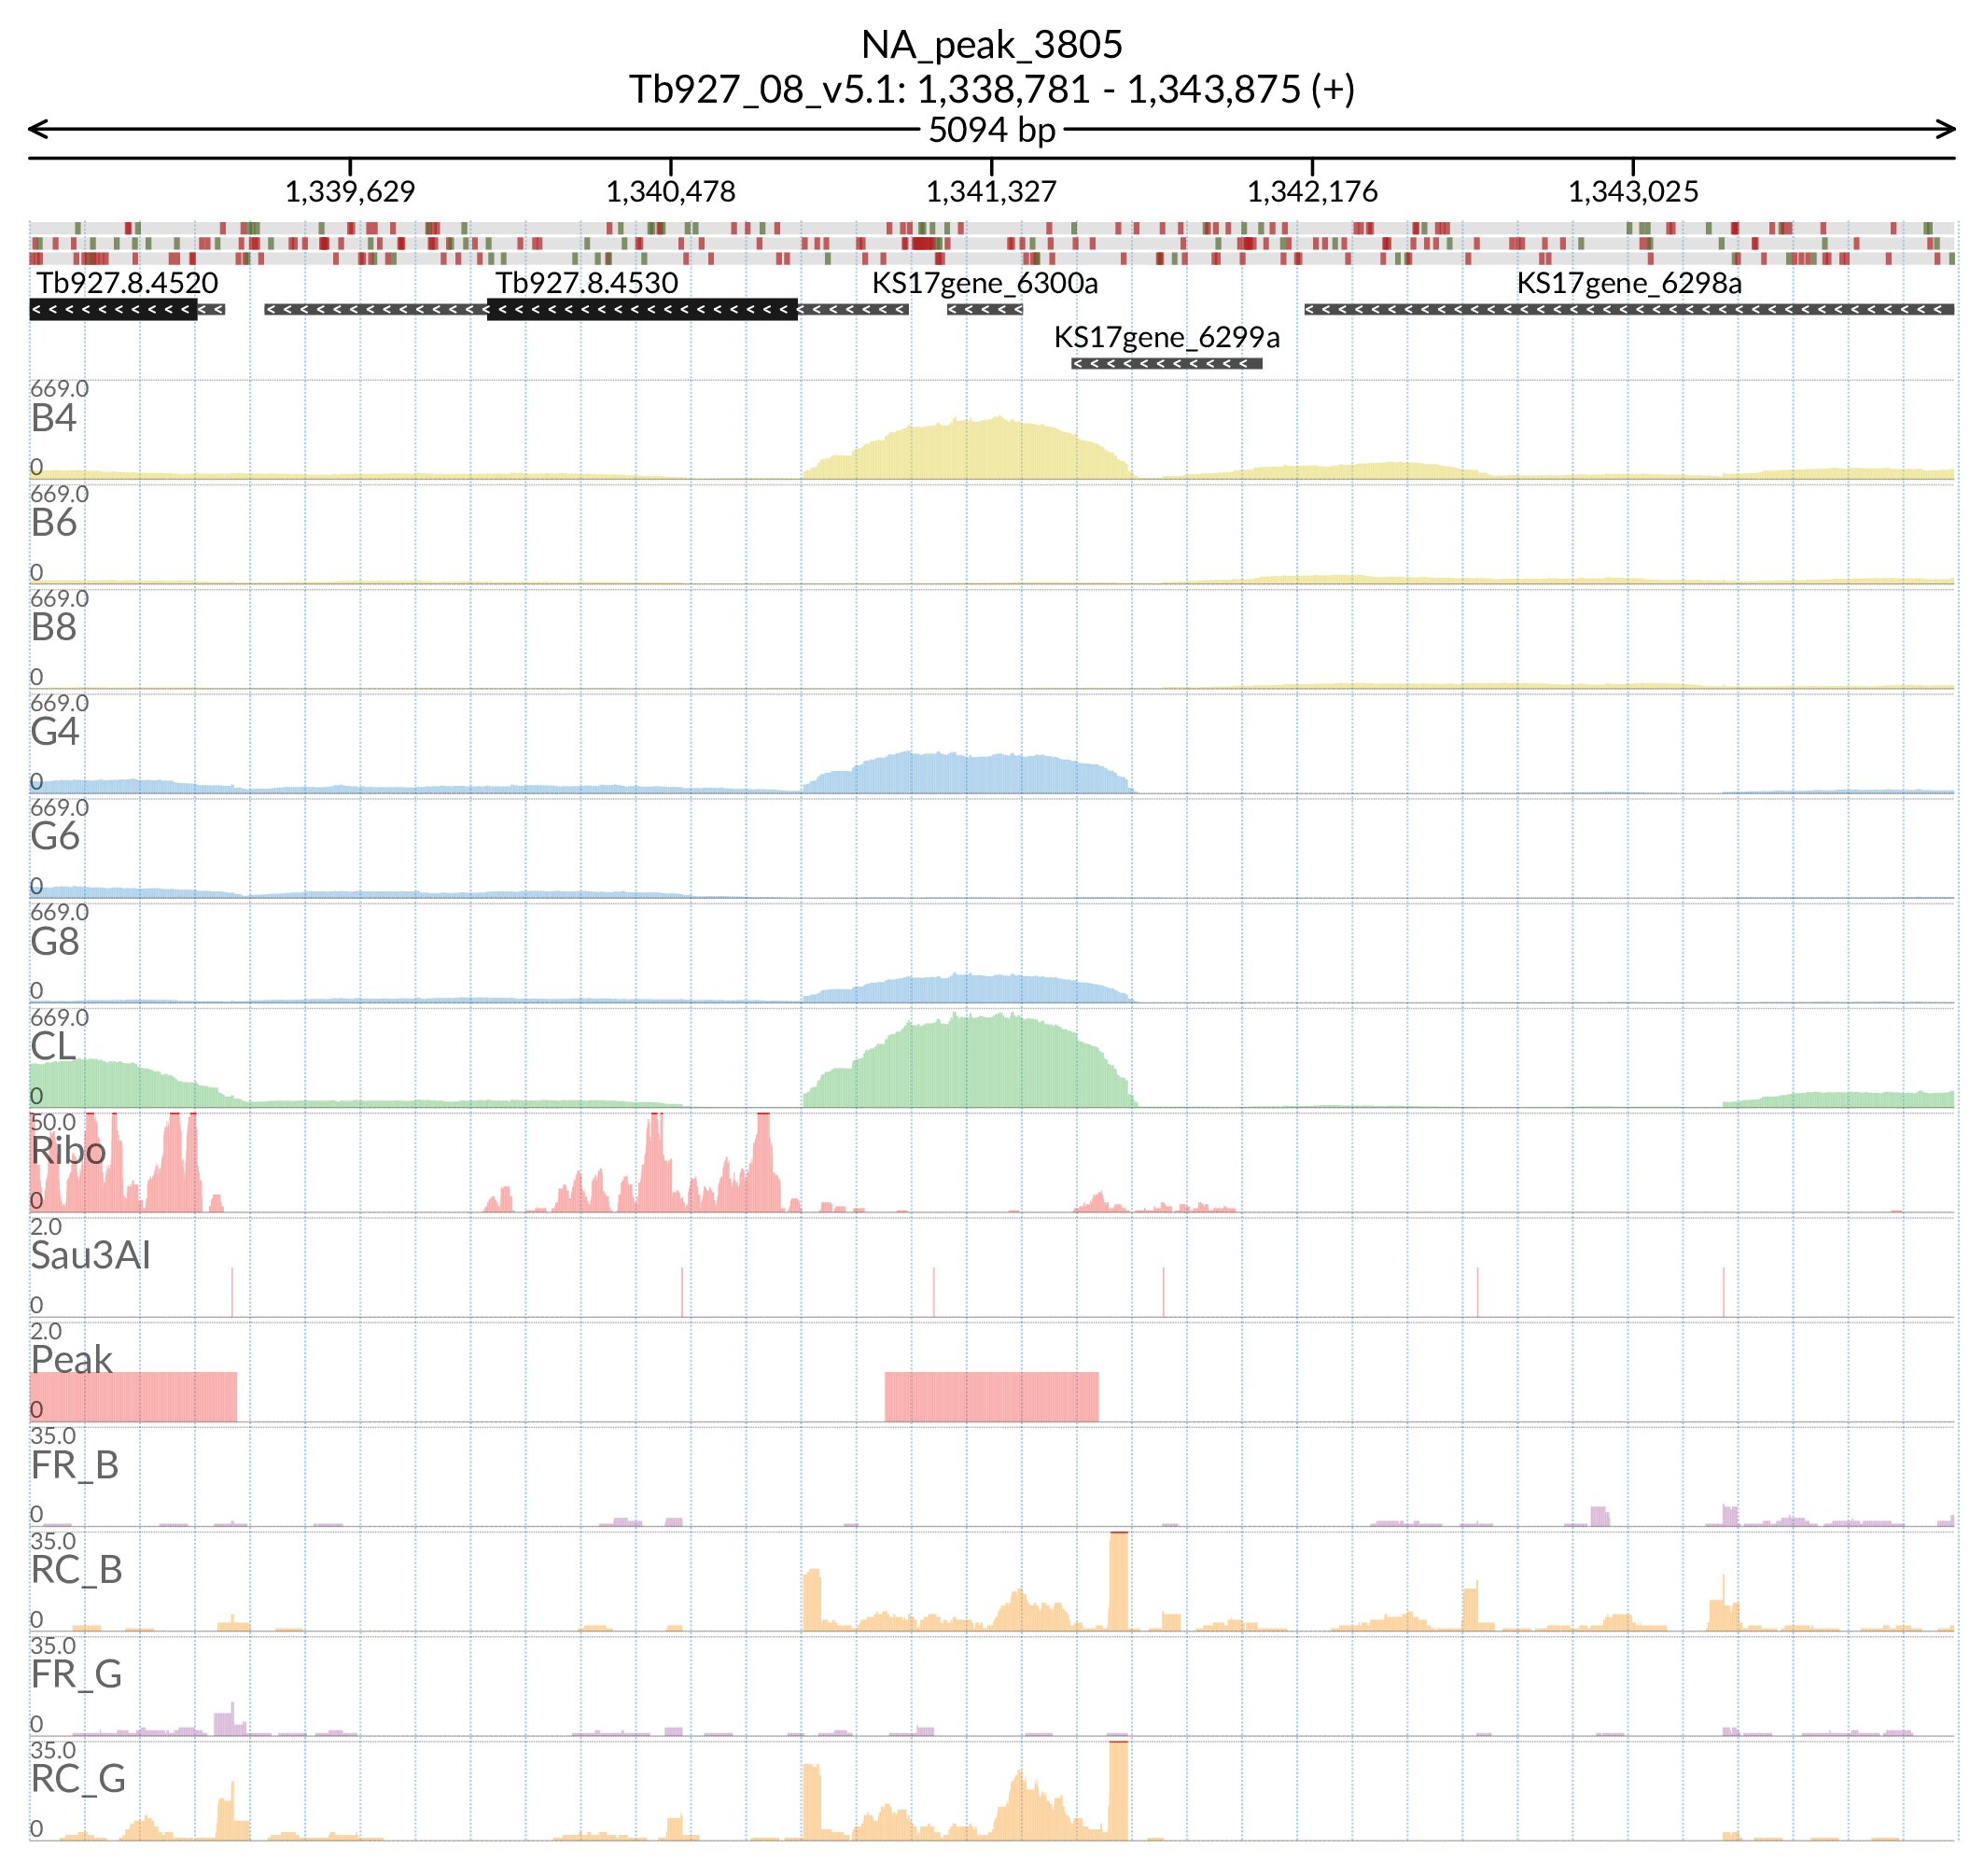 NA_peak_3805
Tb927_08_v5.1: 1,338,781 - 1,343,875 (+)
5094 bp
1,339,629 1,340,478 1,341,327 1,342,176 1,343,025
Tb927.8.4520 Tb927.8.4530 KS17gene_6300a KS17gene_6298a
KS17gene_6299a
669.0
B4
0
669.0
B6
0
669.0
B8
0
669.0
G4
0
669.0
G6
0
669.0
G8
0
669.0
CL
0
50.0
Ribo
0
2.0
Sau3AI
0
2.0
Peak
0
35.0
FR_B
0
35.0
RC_B
0
35.0
FR_G
0
35.0
RC_G
0